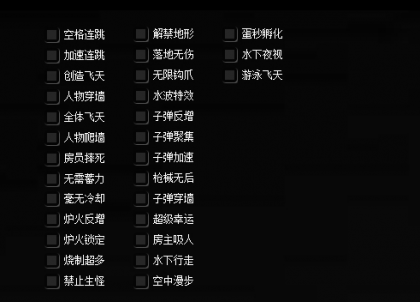 空格连跳 解禁地形 蛋秒孵化
加速连跳 落地无伤 水下夜视
创造飞天 无限钩爪 游泳飞天
人物穿墙 水波特效
全体飞天 子弹反增
人物爬墙 子弹聚集
房员摔死 子弹加速
无需蓄力 枪械无后
毫无冷却 子弹穿墙
炉火反增 超级幸运
炉火锁定 房主吸人
烧制超多 水下行走
禁止生怪 空中漫步